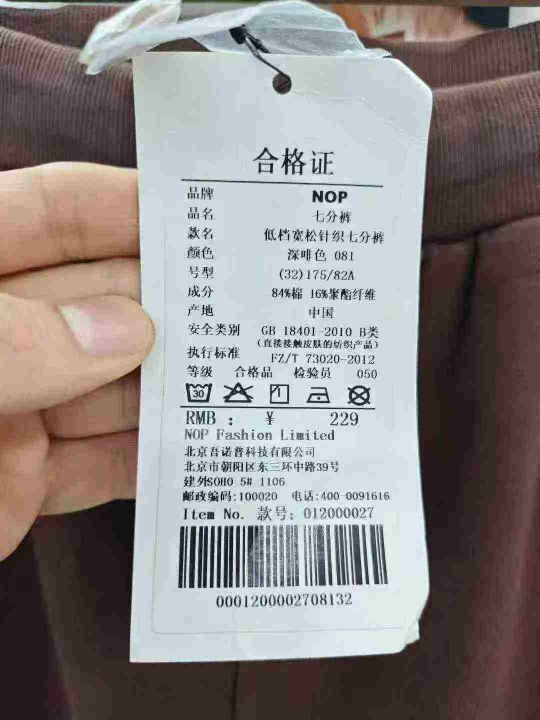 合格证
品牌 NOP
品名 七分裤
款名 低档宽松针织七分裤
颜色 深啡色 081
号型 (32)175/82A
成分 84%棉 16%聚酯纤维
产地 中国
安全类别 GB 18401-2010 B类
(直接接触皮肤的纺织产品)
执行标准 FZ/T 73020-2012
等级 合格品 检验员 050
30
RMB : ¥ 229
NOP Fashion Limited
北京吾诺普科技有限公司
北京市朝阳区东三环中路39号
建外SOHO 5# 1106
邮政编码:100020 电话:400-0091616
Item No. 款号: 012000027
0001200002708132